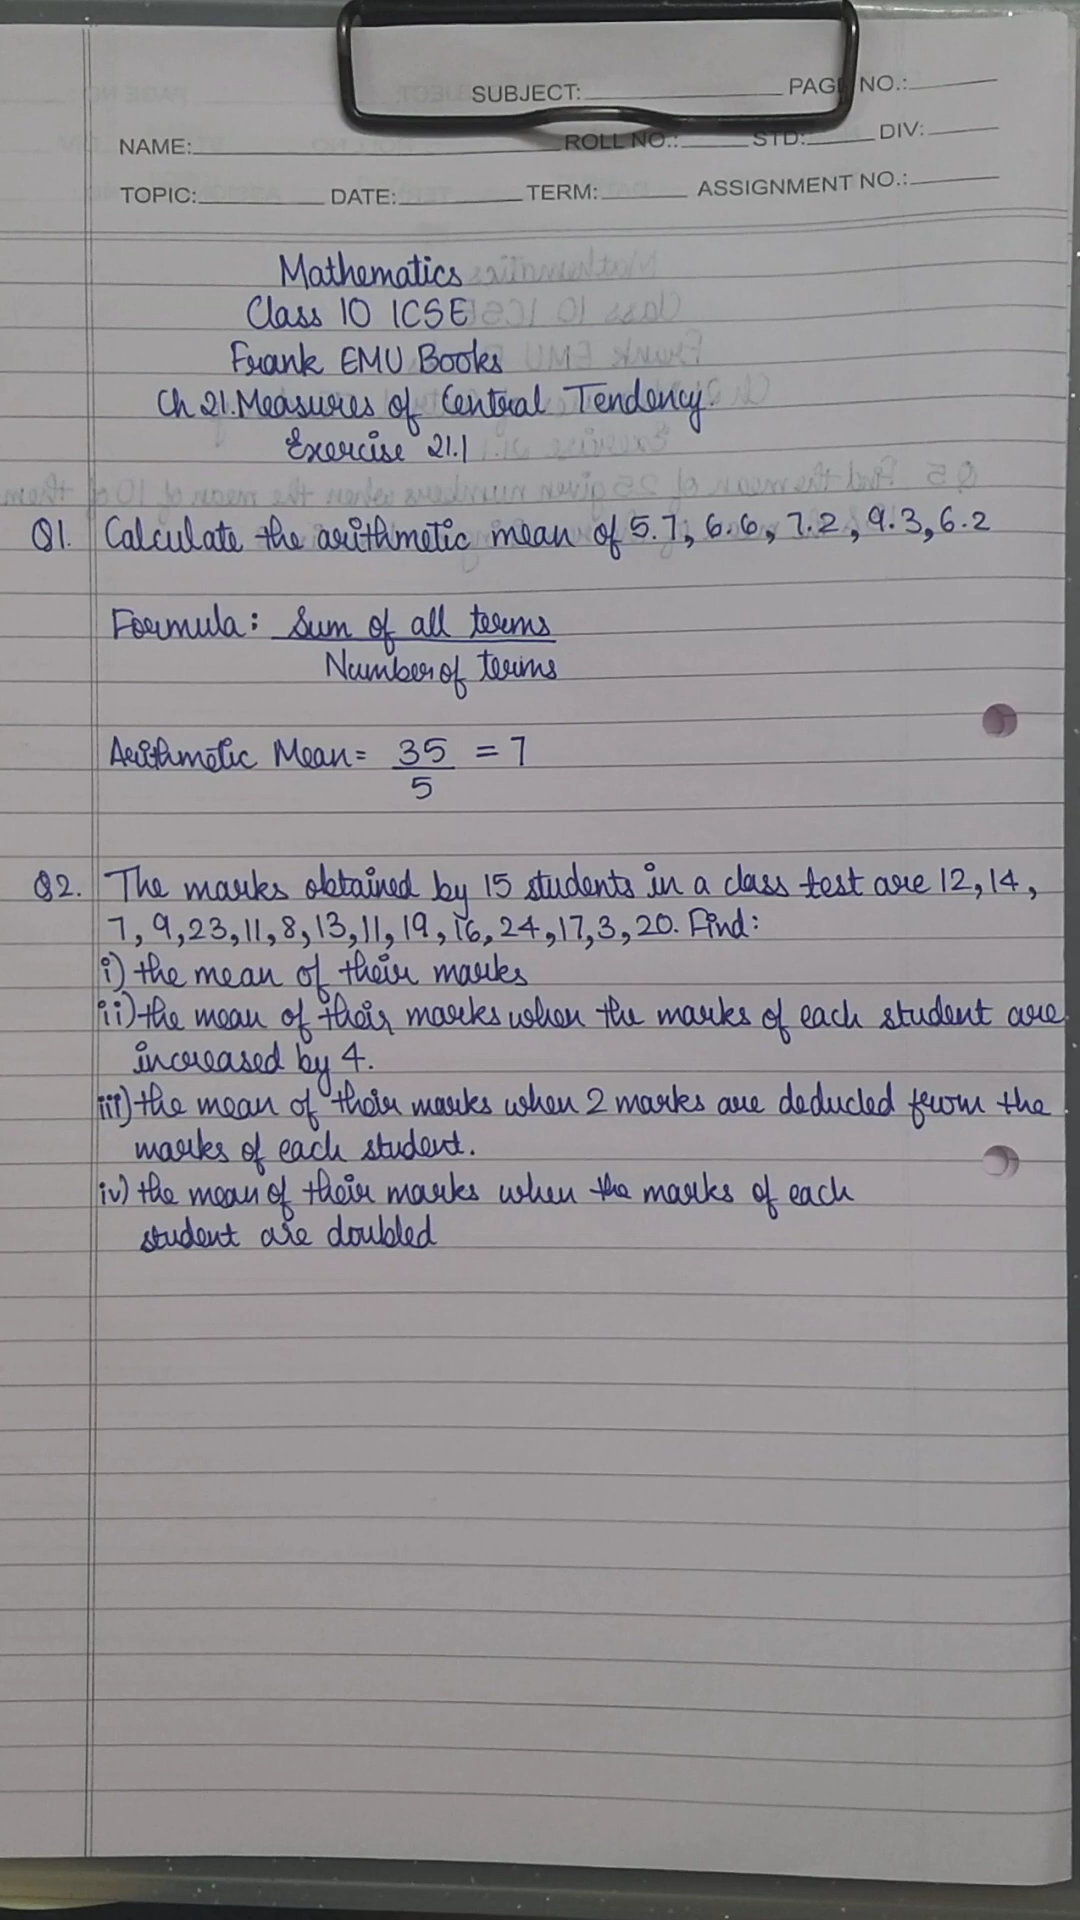 SUBJECT: PAGE NO.:
NAME: ROLL NO.: STD: DIV:
TOPIC: DATE: TERM: ASSIGNMENT NO.:
Mathematics
Class 10 ICSE
Frank EMU Books
Ch 21. Measures of Central Tendency.
Exercise 21.1
Q1. Calculate the arithmetic mean of 5.7, 6.6, 7.2, 9.3, 6.2
Formula: Sum of all terms
Number of terms
Arithmetic Mean = 35 = 7
5
Q2. The marks obtained by 15 students in a class test are 12, 14,
7, 9, 23, 11, 8, 13, 11, 19, 16, 24, 17, 3, 20. Find:
i) the mean of their marks
ii) the mean of their marks when the marks of each student are
increased by 4.
iii) the mean of their marks when 2 marks are deducted from the
marks of each student.
iv) the mean of their marks when the marks of each
student are doubled